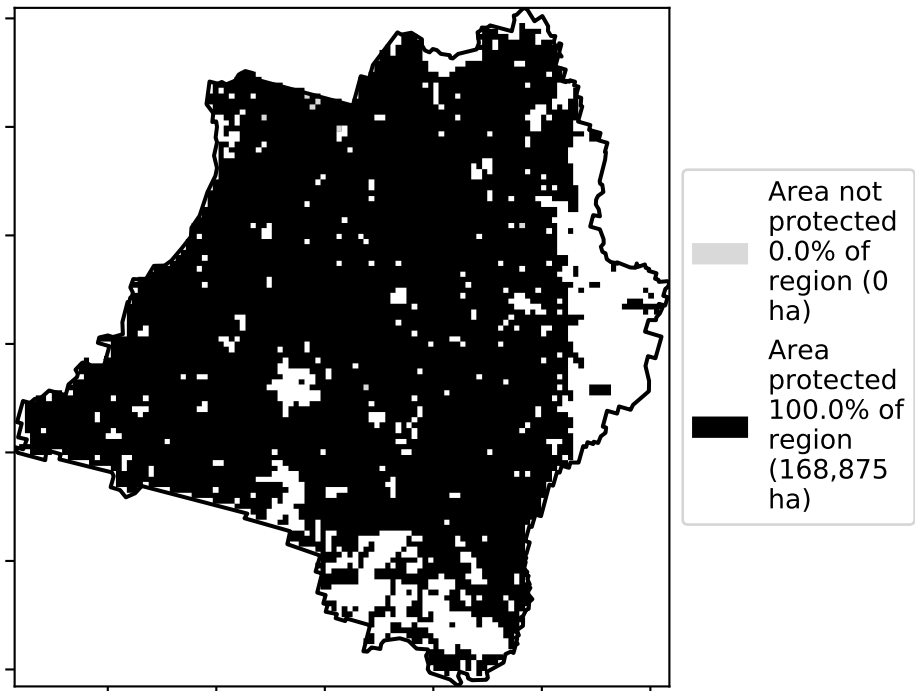 Area not
protected
0.0% of
region (0
ha)
Area
protected
100.0% of
region
(168,875
ha)